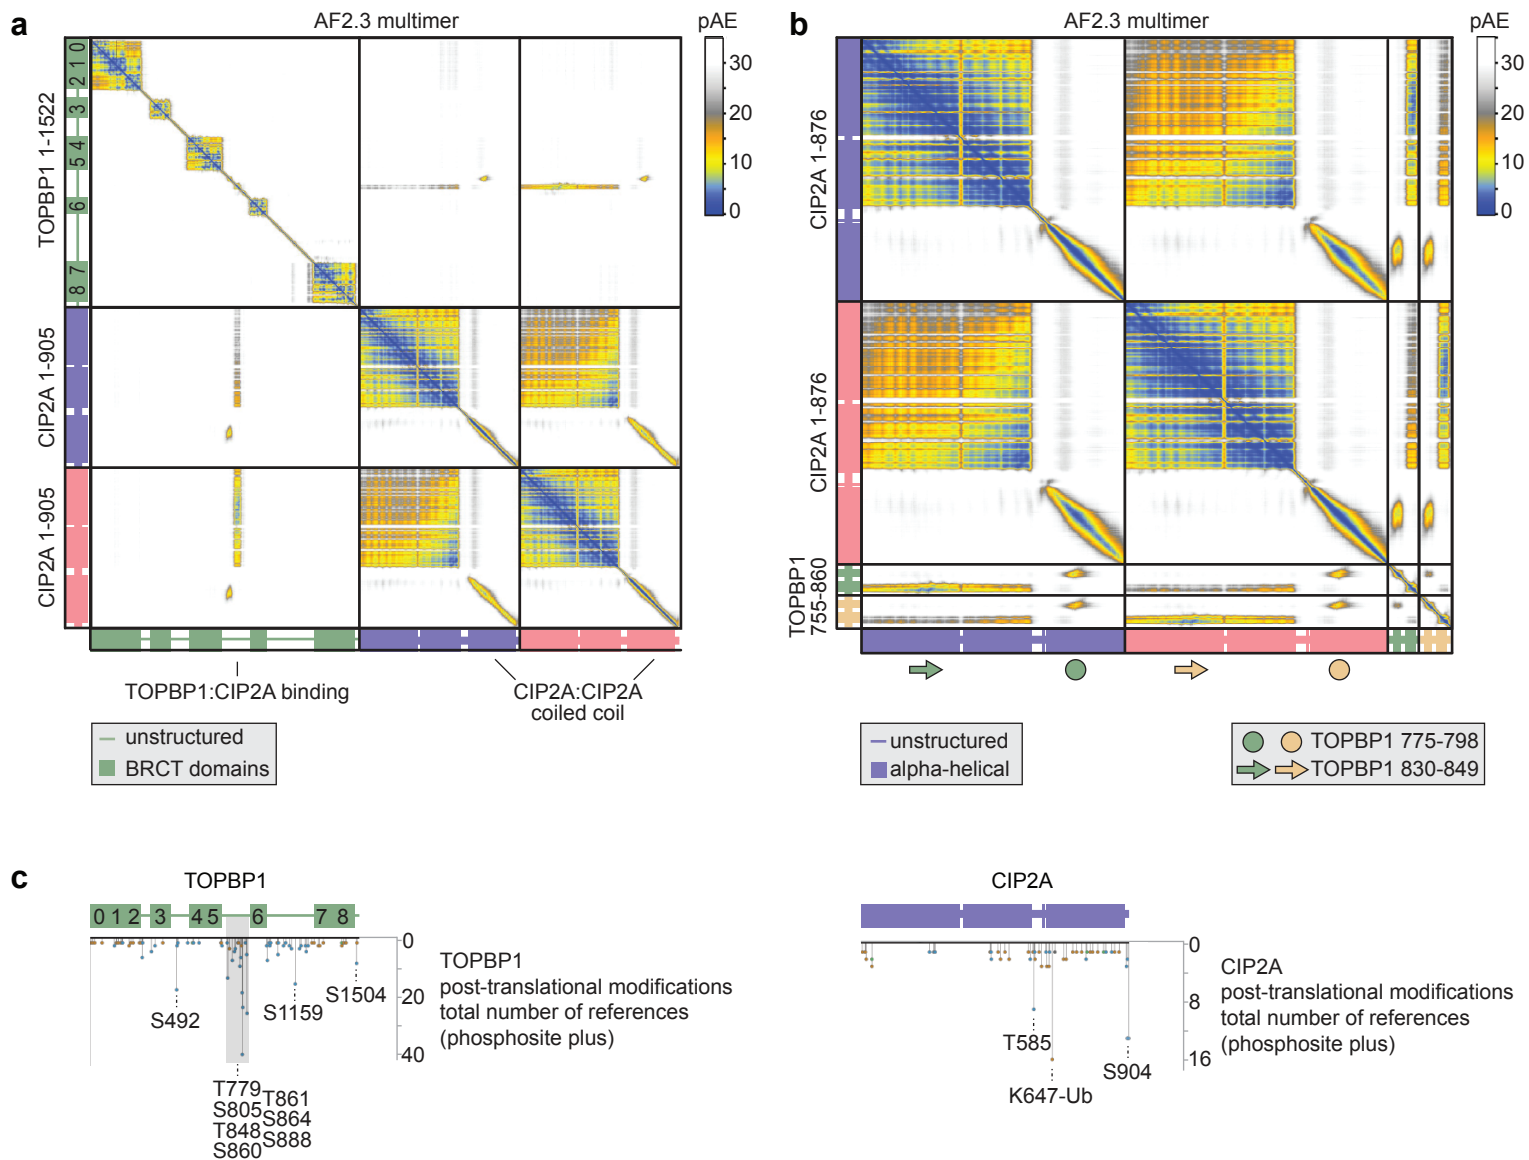 a
AF2.3 multimer
pAE
30
20
10
0
TOPBP1 1-1522
0
1
2
3
4
5
6
7
8
CIP2A 1-905
CIP2A 1-905
TOPBP1:CIP2A binding
CIP2A:CIP2A
coiled coil
unstructured
BRCT domains
b
AF2.3 multimer
pAE
30
20
10
0
CIP2A 1-876
CIP2A 1-876
TOPBP1
755-860
unstructured
alpha-helical
TOPBP1 775-798
TOPBP1 830-849
c
TOPBP1
0 1 2 3 4 5 6 7 8
0
20
40
S492
S1159
S1504
T779
S805
T848
S860
T861
S864
S888
TOPBP1
post-translational modifications
total number of references
(phosphosite plus)
CIP2A
0
8
16
T585
K647-Ub
S904
CIP2A
post-translational modifications
total number of references
(phosphosite plus)